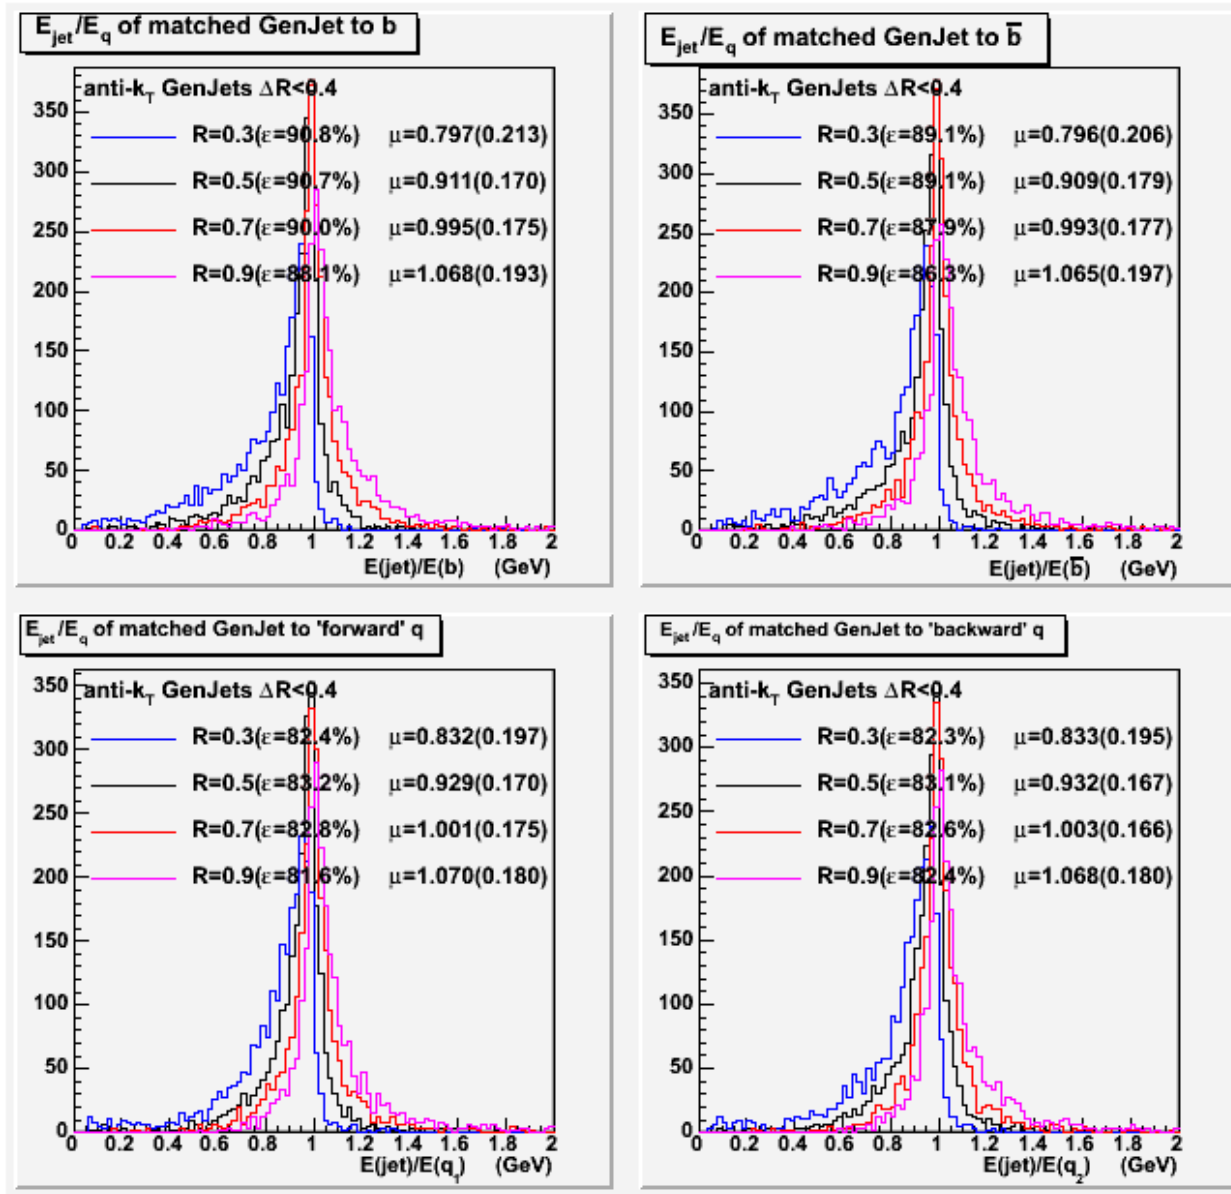 E_jet/E_q of matched GenJet to b
anti-k_T GenJets ΔR<0.4
R=0.3(ε=90.8%) μ=0.797(0.213)
R=0.5(ε=90.7%) μ=0.911(0.170)
R=0.7(ε=90.0%) μ=0.995(0.175)
R=0.9(ε=88.1%) μ=1.068(0.193)
350
300
250
200
150
100
50
0
0 0.2 0.4 0.6 0.8 1 1.2 1.4 1.6 1.8 2
E(jet)/E(b) (GeV)
E_jet/E_q of matched GenJet to b̅
anti-k_T GenJets ΔR<0.4
R=0.3(ε=89.1%) μ=0.796(0.206)
R=0.5(ε=89.1%) μ=0.909(0.179)
R=0.7(ε=87.9%) μ=0.993(0.177)
R=0.9(ε=86.3%) μ=1.065(0.197)
350
300
250
200
150
100
50
0
0 0.2 0.4 0.6 0.8 1 1.2 1.4 1.6 1.8 2
E(jet)/E(b̅) (GeV)
E_jet/E_q of matched GenJet to 'forward' q
anti-k_T GenJets ΔR<0.4
R=0.3(ε=82.4%) μ=0.832(0.197)
R=0.5(ε=83.2%) μ=0.929(0.170)
R=0.7(ε=82.8%) μ=1.001(0.175)
R=0.9(ε=81.6%) μ=1.070(0.180)
350
300
250
200
150
100
50
0
0 0.2 0.4 0.6 0.8 1 1.2 1.4 1.6 1.8 2
E(jet)/E(q_1) (GeV)
E_jet/E_q of matched GenJet to 'backward' q
anti-k_T GenJets ΔR<0.4
R=0.3(ε=82.3%) μ=0.833(0.195)
R=0.5(ε=83.1%) μ=0.932(0.167)
R=0.7(ε=82.6%) μ=1.003(0.166)
R=0.9(ε=82.4%) μ=1.068(0.180)
350
300
250
200
150
100
50
0
0 0.2 0.4 0.6 0.8 1 1.2 1.4 1.6 1.8 2
E(jet)/E(q_2) (GeV)